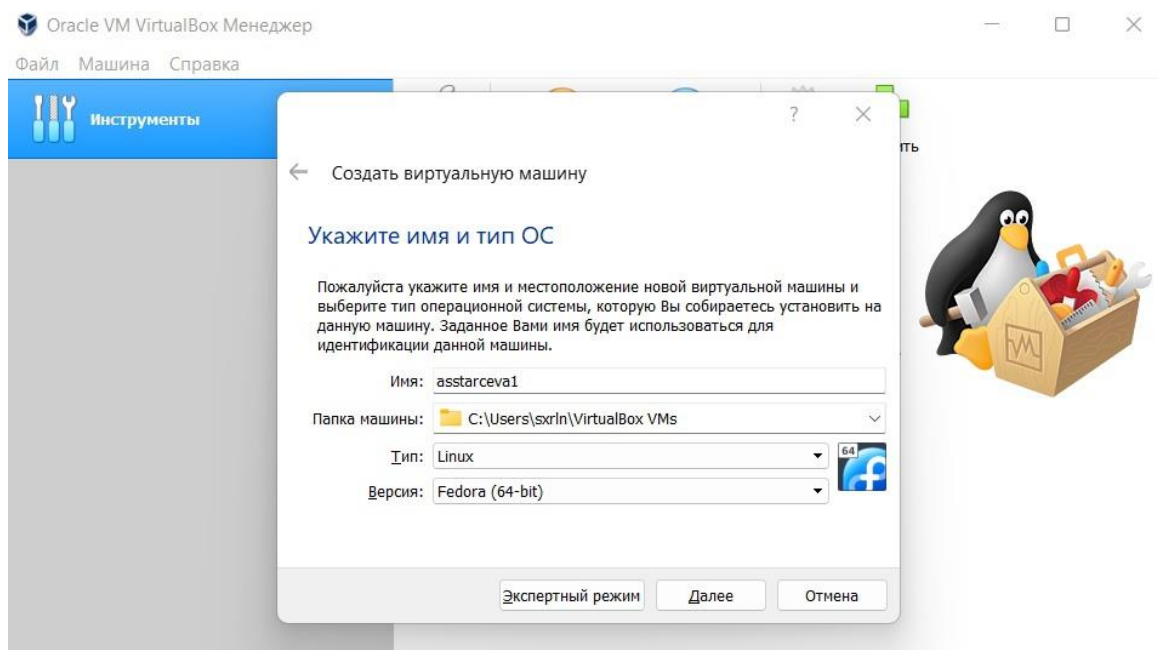 Oracle VM VirtualBox Менеджер
Файл Машина Справка
Инструменты
?
ить
Создать виртуальную машину
Укажите имя и тип ОС
Пожалуйста укажите имя и местоположение новой виртуальной машины и
выберите тип операционной системы, которую Вы собираетесь установить на
данную машину. Заданное Вами имя будет использоваться для
идентификации данной машины.
Имя: asstarceva1
Папка машины: C:\Users\sxrln\VirtualBox VMs
Тип: Linux
64
Версия: Fedora (64-bit)
Экспертный режим Далее Отмена